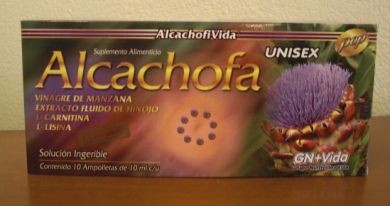 AlcachofiVida
Suplemento Alimenticio
UNISEX
Alcachofa
VINAGRE DE MANZANA
EXTRACTO FLUIDO DE HINOJO
L-CARNITINA
L-LISINA
Solución Ingerible
Contenido 10 Ampolletas de 10 ml c/u
GN+Vida